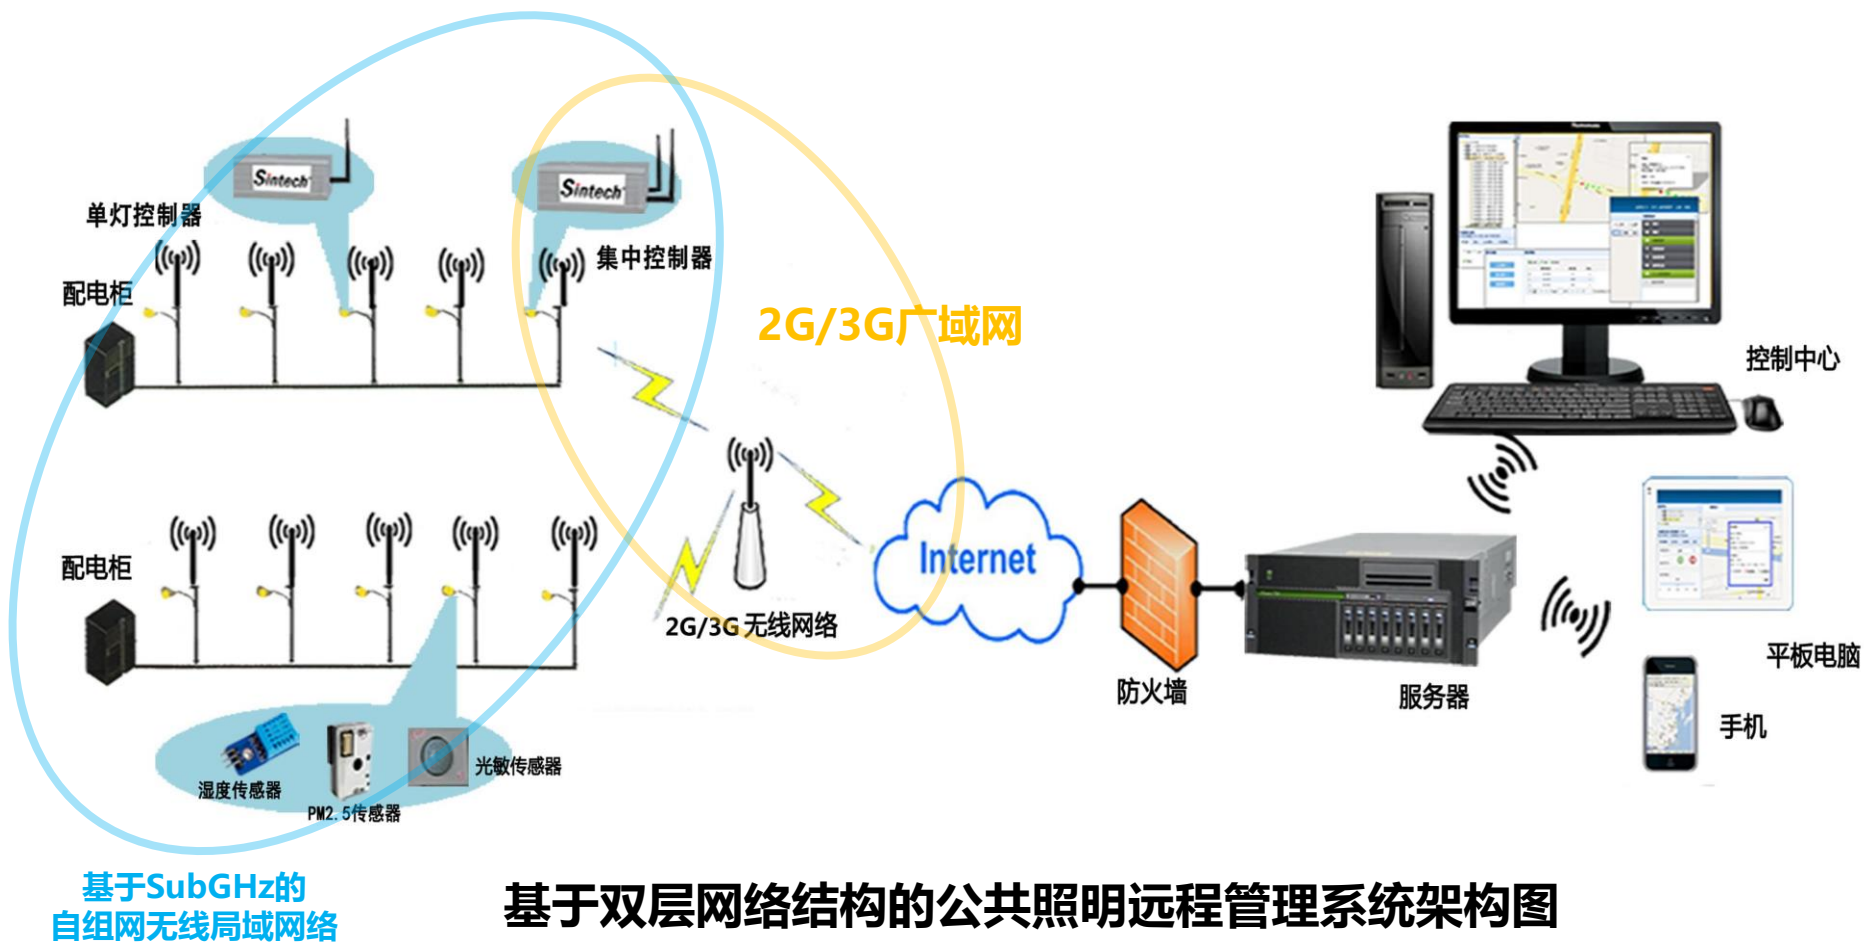 Sintech
Sintech
单灯控制器
集中控制器
配电柜
2G/3G广域网
控制中心
配电柜
Internet
2G/3G 无线网络
平板电脑
防火墙
服务器
手机
光敏传感器
湿度传感器
PM2.5传感器
基于SubGHz的
自组网无线局域网络
基于双层网络结构的公共照明远程管理系统架构图